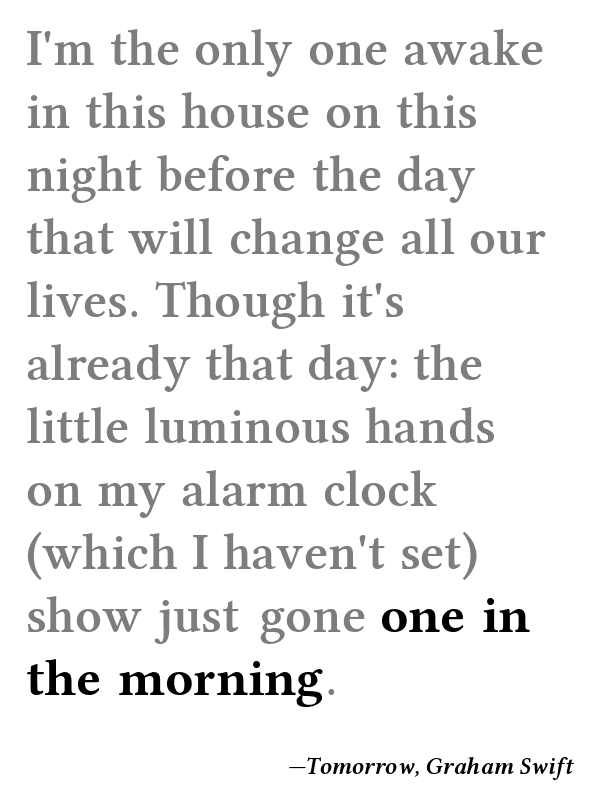 I'm the only one awake
in this house on this
night before the day
that will change all our
lives. Though it's
already that day: the
little luminous hands
on my alarm clock
(which I haven't set)
show just gone one in
the morning.
—Tomorrow, Graham Swift